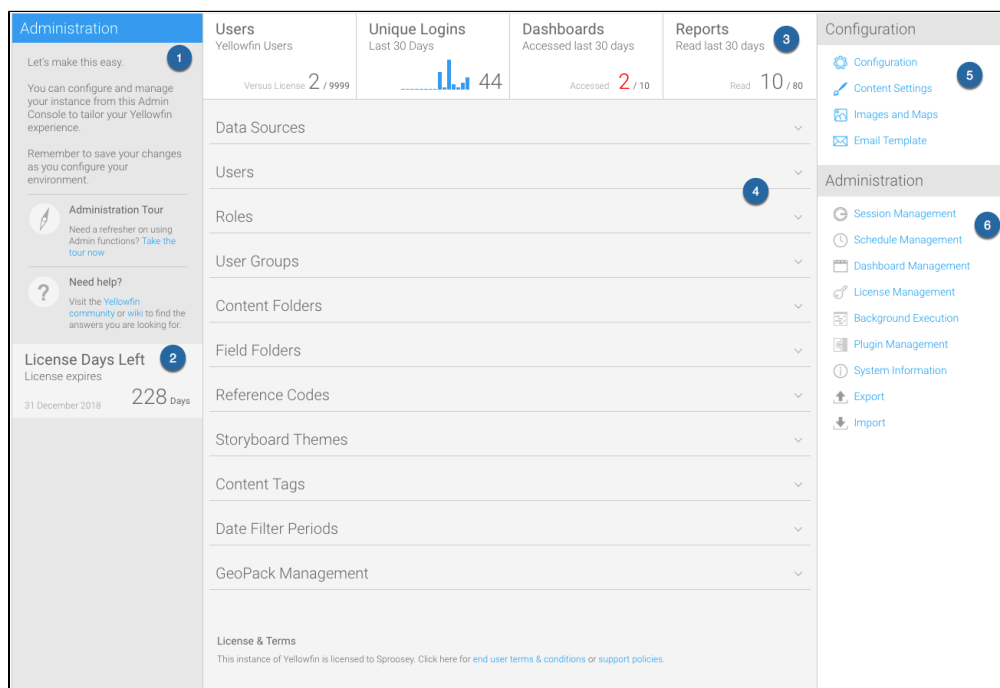 Administration
1
Let's make this easy.
You can configure and manage
your instance from this Admin
Console to tailor your Yellowfin
experience.
Remember to save your changes
as you configure your
environment.
Administration Tour
Need a refresher on using
Admin functions? Take the
tour now
Need help?
Visit the Yellowfin
community or wiki to find the
answers you are looking for.
License Days Left
2
License expires
31 December 2018
228 Days
Users
Yellowfin Users
Versus License 2 / 9999
Unique Logins
Last 30 Days
44
Dashboards
Accessed last 30 days
Accessed 2 / 10
Reports
Read last 30 days
3
Read 10 / 80
Data Sources
Users
4
Roles
User Groups
Content Folders
Field Folders
Reference Codes
Storyboard Themes
Content Tags
Date Filter Periods
GeoPack Management
License & Terms
This instance of Yellowfin is licensed to Sproosey. Click here for end user terms & conditions or support policies.
Configuration
Configuration
5
Content Settings
Images and Maps
Email Template
Administration
Session Management
6
Schedule Management
Dashboard Management
License Management
Background Execution
Plugin Management
System Information
Export
Import